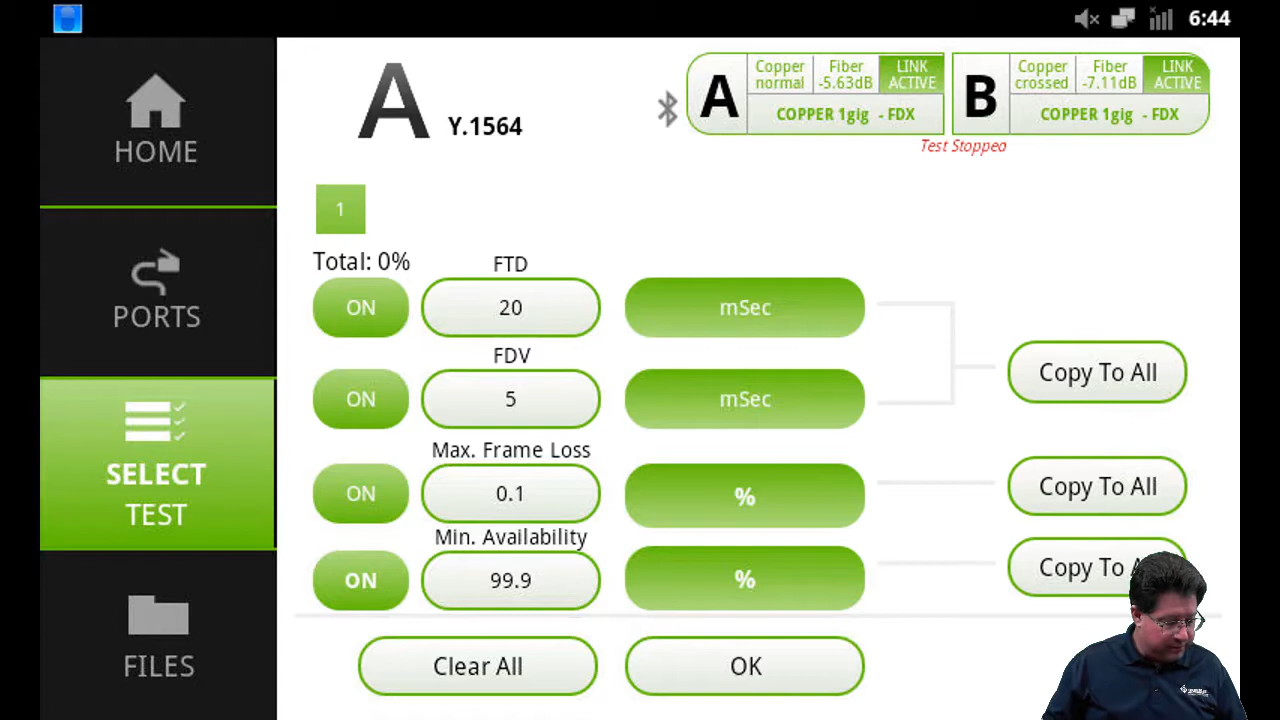 6:44
HOME
PORTS
SELECT
TEST
FILES
A Y.1564
A Copper normal Fiber -5.63dB LINK ACTIVE
COPPER 1gig - FDX
B Copper crossed Fiber -7.11dB LINK ACTIVE
COPPER 1gig - FDX
Test Stopped
1
Total: 0%
FTD
ON 20 mSec
FDV
ON 5 mSec
Copy To All
Max. Frame Loss
ON 0.1 % Copy To All
Min. Availability
ON 99.9 % Copy To
Clear All OK